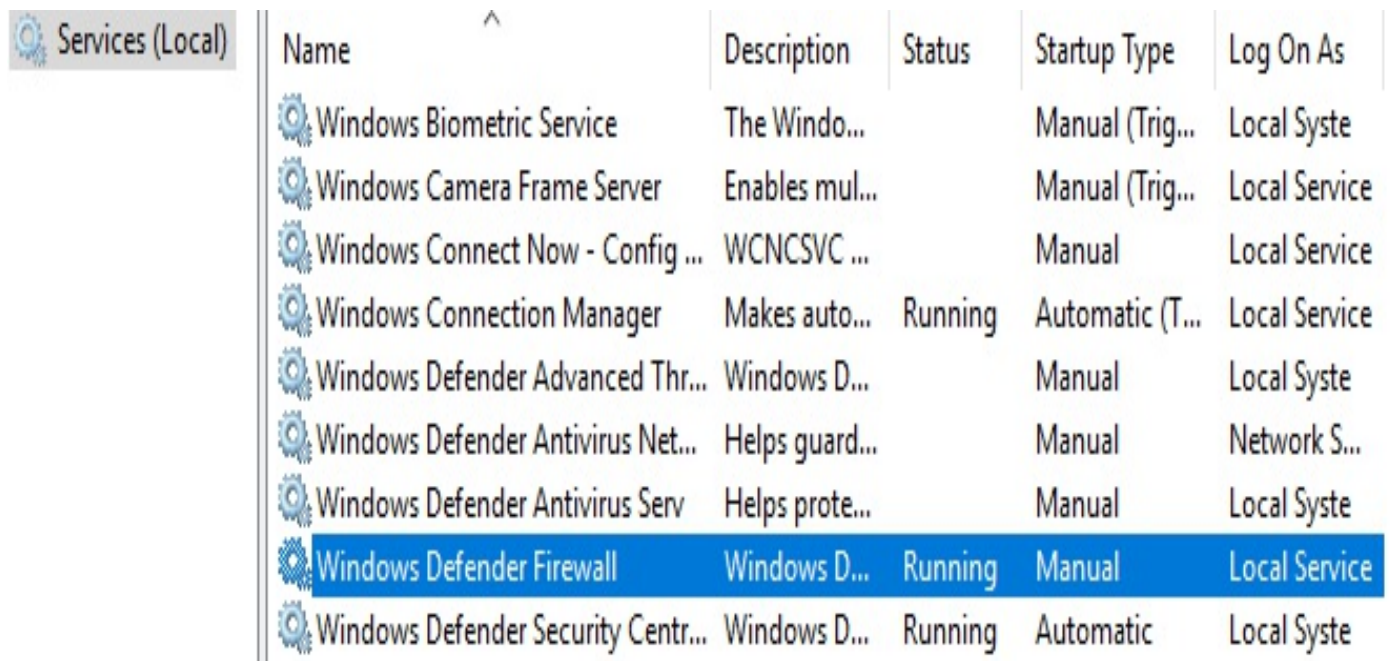 Services (Local)
Name Description Status Startup Type Log On As
Windows Biometric Service The Windo... Manual (Trig... Local Syste
Windows Camera Frame Server Enables mul... Manual (Trig... Local Service
Windows Connect Now - Config ... WCNCSVC ... Manual Local Service
Windows Connection Manager Makes auto... Running Automatic (T... Local Service
Windows Defender Advanced Thr... Windows D... Manual Local Syste
Windows Defender Antivirus Net... Helps guard... Manual Network S...
Windows Defender Antivirus Serv Helps prote... Manual Local Syste
Windows Defender Firewall Windows D... Running Manual Local Service
Windows Defender Security Centr... Windows D... Running Automatic Local Syste